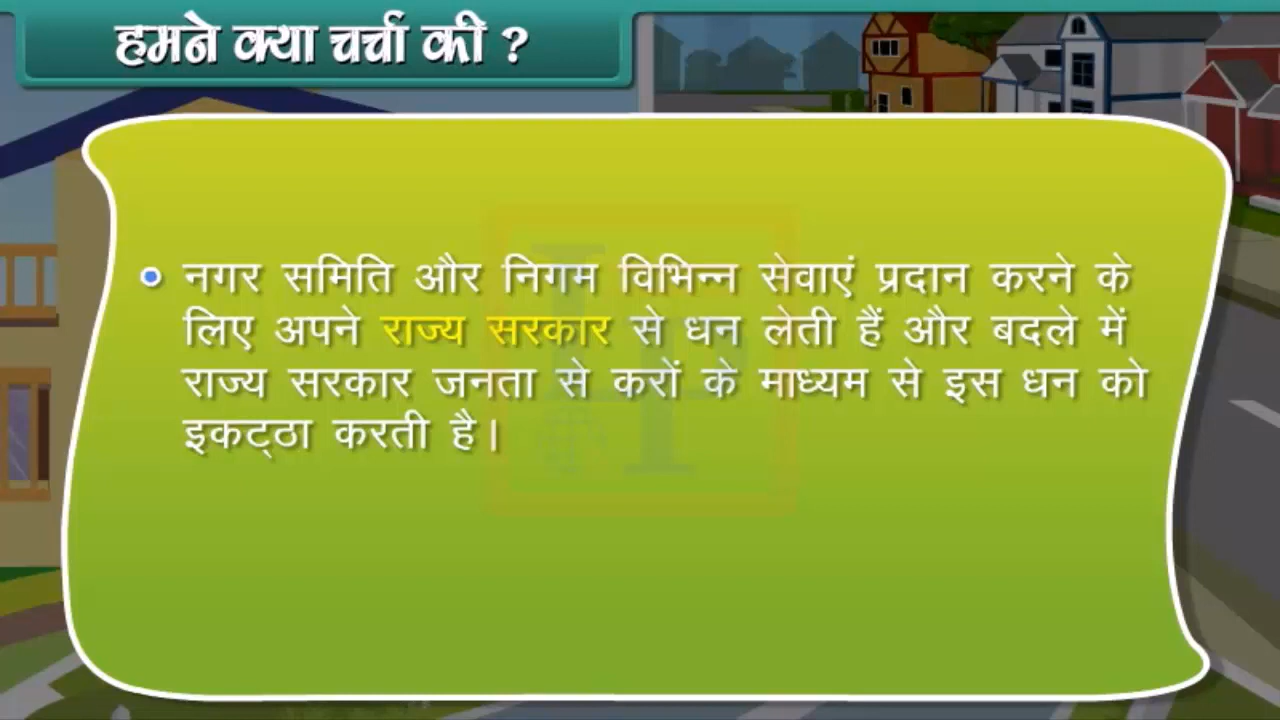 हमने क्या चर्चा की ?
नगर समिति और निगम विभिन्न सेवाएं प्रदान करने के
लिए अपने राज्य सरकार से धन लेती हैं और बदले में
राज्य सरकार जनता से करों के माध्यम से इस धन को
इकट्ठा करती है।